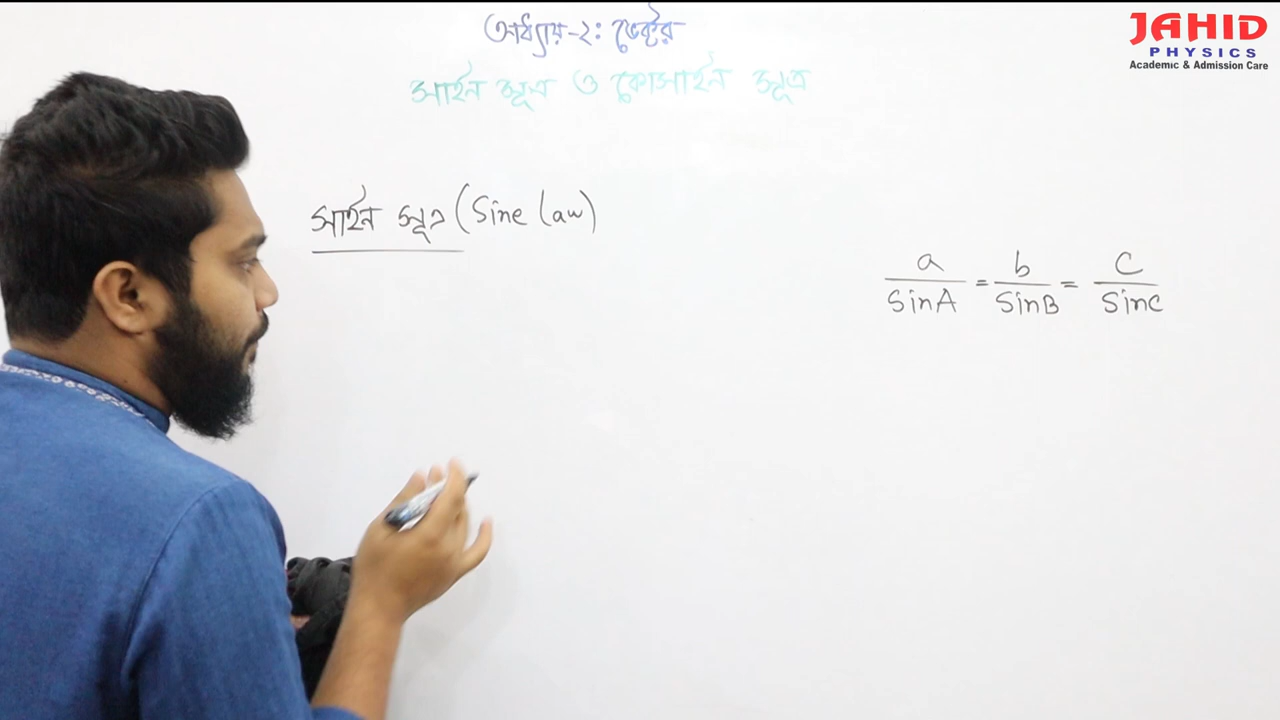 অধ্যায়-২: ভেক্টর
সাইন সূত্র ও কোসাইন সূত্র
JAHID
PHYSICS
Academic & Admission Care
সাইন সূত্র (Sine law)
a/SinA = b/SinB = C/SinC